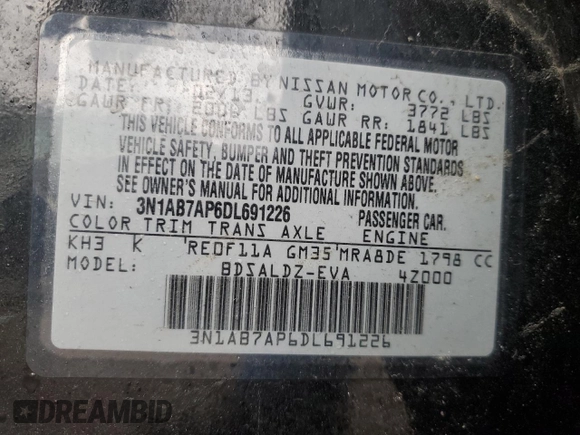 MANUFACTURED BY NISSAN MOTOR CO., LTD.
DATE: 02/13 GVWR: 3772 LBS
GAWR FR: LBS GAWR RR: 1841 LBS
THIS VEHICLE CONFORMS TO ALL APPLICABLE FEDERAL MOTOR
VEHICLE SAFETY, BUMPER AND THEFT PREVENTION STANDARDS
IN EFFECT ON THE DATE OF MANUFACTURE SHOWN ABOVE.
SEE OWNER'S MANUAL FOR ADDITIONAL INFORMATION.
VIN: 3N1AB7AP6DL691226 PASSENGER CAR.
COLOR TRIM TRANS AXLE ENGINE
KH3 K RE0F11A GM35 MRA8DE 1798 CC
MODEL: BDSALDZ-EVA 4Z000
3N1AB7AP6DL691226
DREAMBID